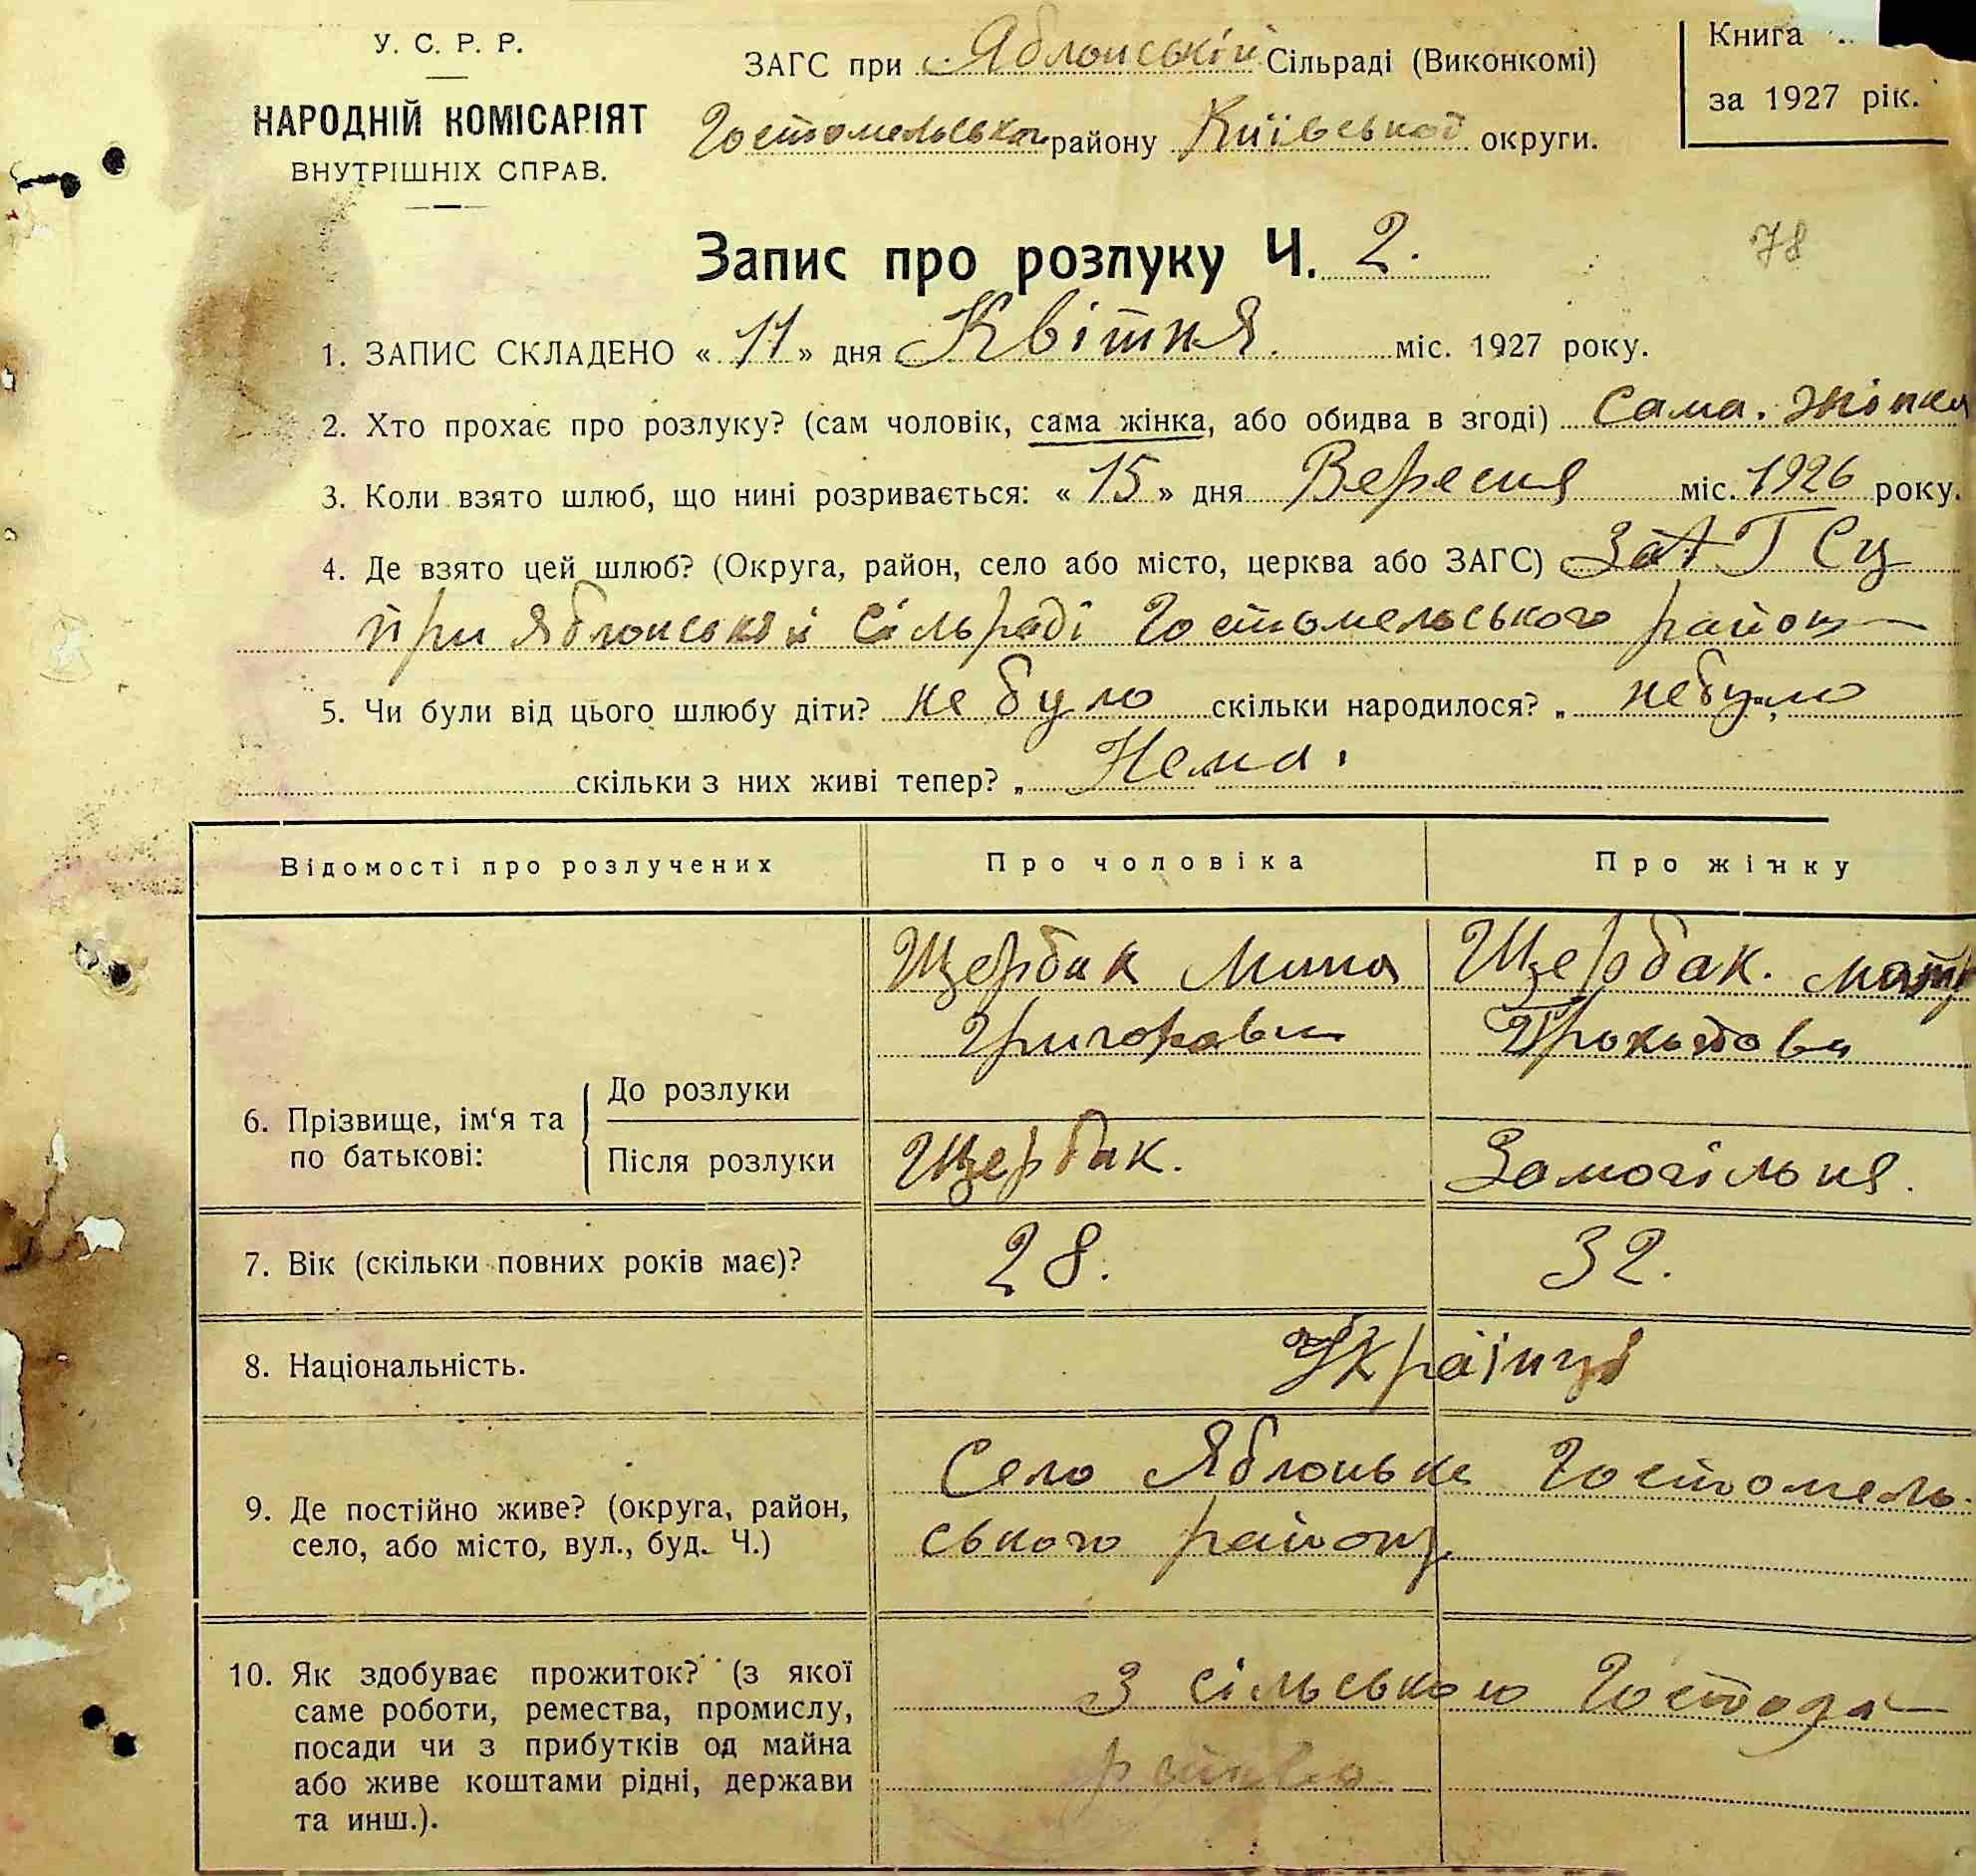 У. С. Р. Р.
НАРОДНІЙ КОМІСАРІЯТ
ВНУТРІШНІХ СПРАВ.
ЗАГС при Яблонській Сільраді (Виконкомі)
Гостомельського району Київської округи.
Книга
за 1927 рік.
Запис про розлуку Ч. 2.
78
1. ЗАПИС СКЛАДЕНО « 11 » дня Квітня. міс. 1927 року.
2. Хто прохає про розлуку? (сам чоловік, сама жінка, або обидва в згоді) Сама. жінка
3. Коли взято шлюб, що нині розривається: « 15 » дня Вересня міс. 1926 року.
4. Де взято цей шлюб? (Округа, район, село або місто, церква або ЗАГС)
при Яблонській Сільраді Гостомельського району
5. Чи були від цього шлюбу діти? не було скільки народилося? „ небуло
скільки з них живі тепер? „ Нема.
Відомості про розлучених Про чоловіка Про жінку
Щербак Мина Щербак.
6. Прізвище, ім‘я та по батькові:
До розлуки
Після розлуки Щербак. Замогільня.
7. Вік (скільки повних років має)? 28. 32.
8. Національність. Українці
9. Де постійно живе? (округа, район,
село, або місто, вул., буд. Ч.)
Село Яблонька Гостомель-
ського району
10. Як здобуває прожиток? (з якої
саме роботи, ремества, промислу,
посади чи з прибутків од майна
або живе коштами рідні, держави
та инш.).
З сільського Господа-
рства